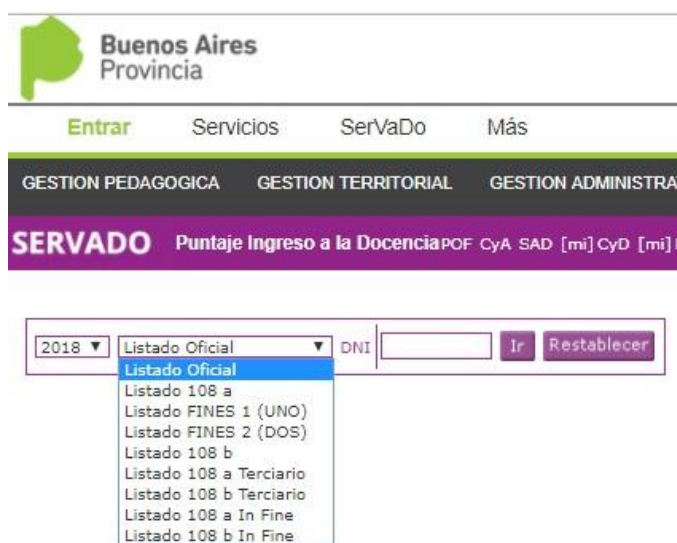 Buenos Aires
Provincia
Entrar Servicios SerVaDo Más
GESTION PEDAGOGICA GESTION TERRITORIAL GESTION ADMINISTRA
SERVADO Puntaje Ingreso a la Docencia POF CyA SAD [mi] CyD [mi]
2018 Listado Oficial DNI Ir Restablecer
Listado Oficial
Listado 108 a
Listado FINES 1 (UNO)
Listado FINES 2 (DOS)
Listado 108 b
Listado 108 a Terciario
Listado 108 b Terciario
Listado 108 a In Fine
Listado 108 b In Fine